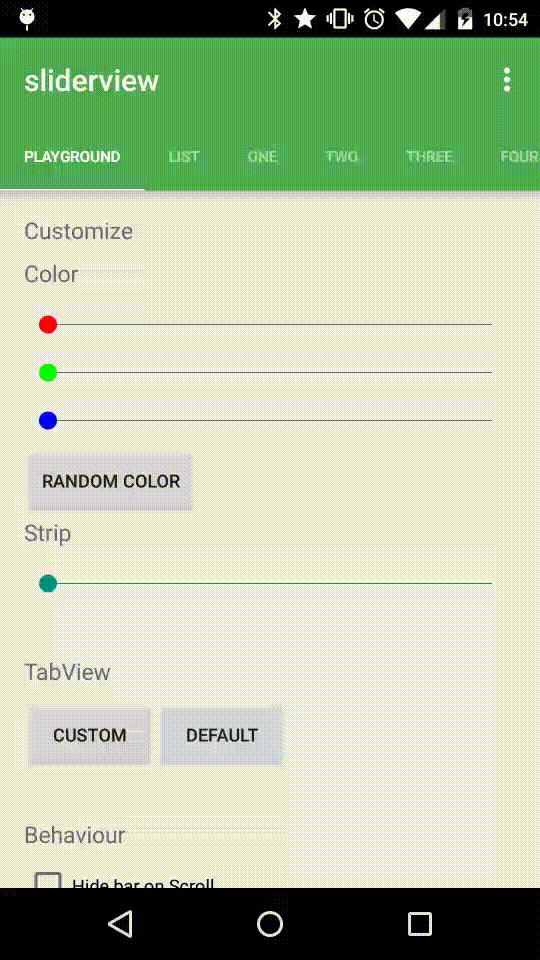 10:54
sliderview
PLAYGROUND LIST ONE TWO THREE FOUR
Customize
Color
RANDOM COLOR
Strip
TabView
CUSTOM DEFAULT
Behaviour
Hide bar on Scroll